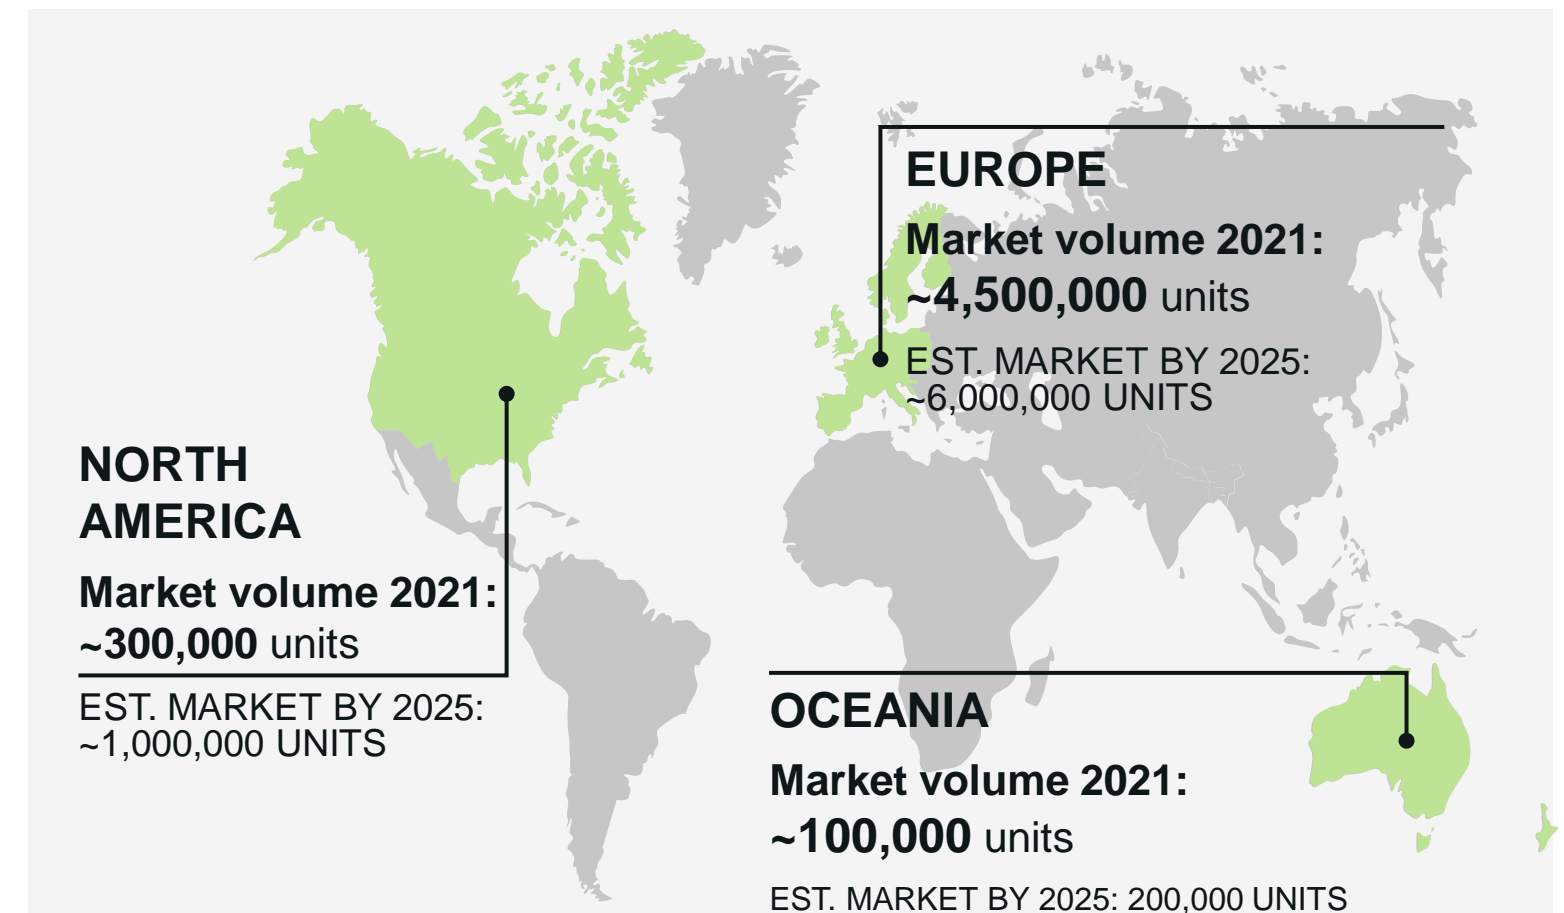 EUROPE
Market volume 2021:
~4,500,000 units
EST. MARKET BY 2025:
~6,000,000 UNITS
NORTH
AMERICA
Market volume 2021:
~300,000 units
EST. MARKET BY 2025:
~1,000,000 UNITS
OCEANIA
Market volume 2021:
~100,000 units
EST. MARKET BY 2025: 200,000 UNITS